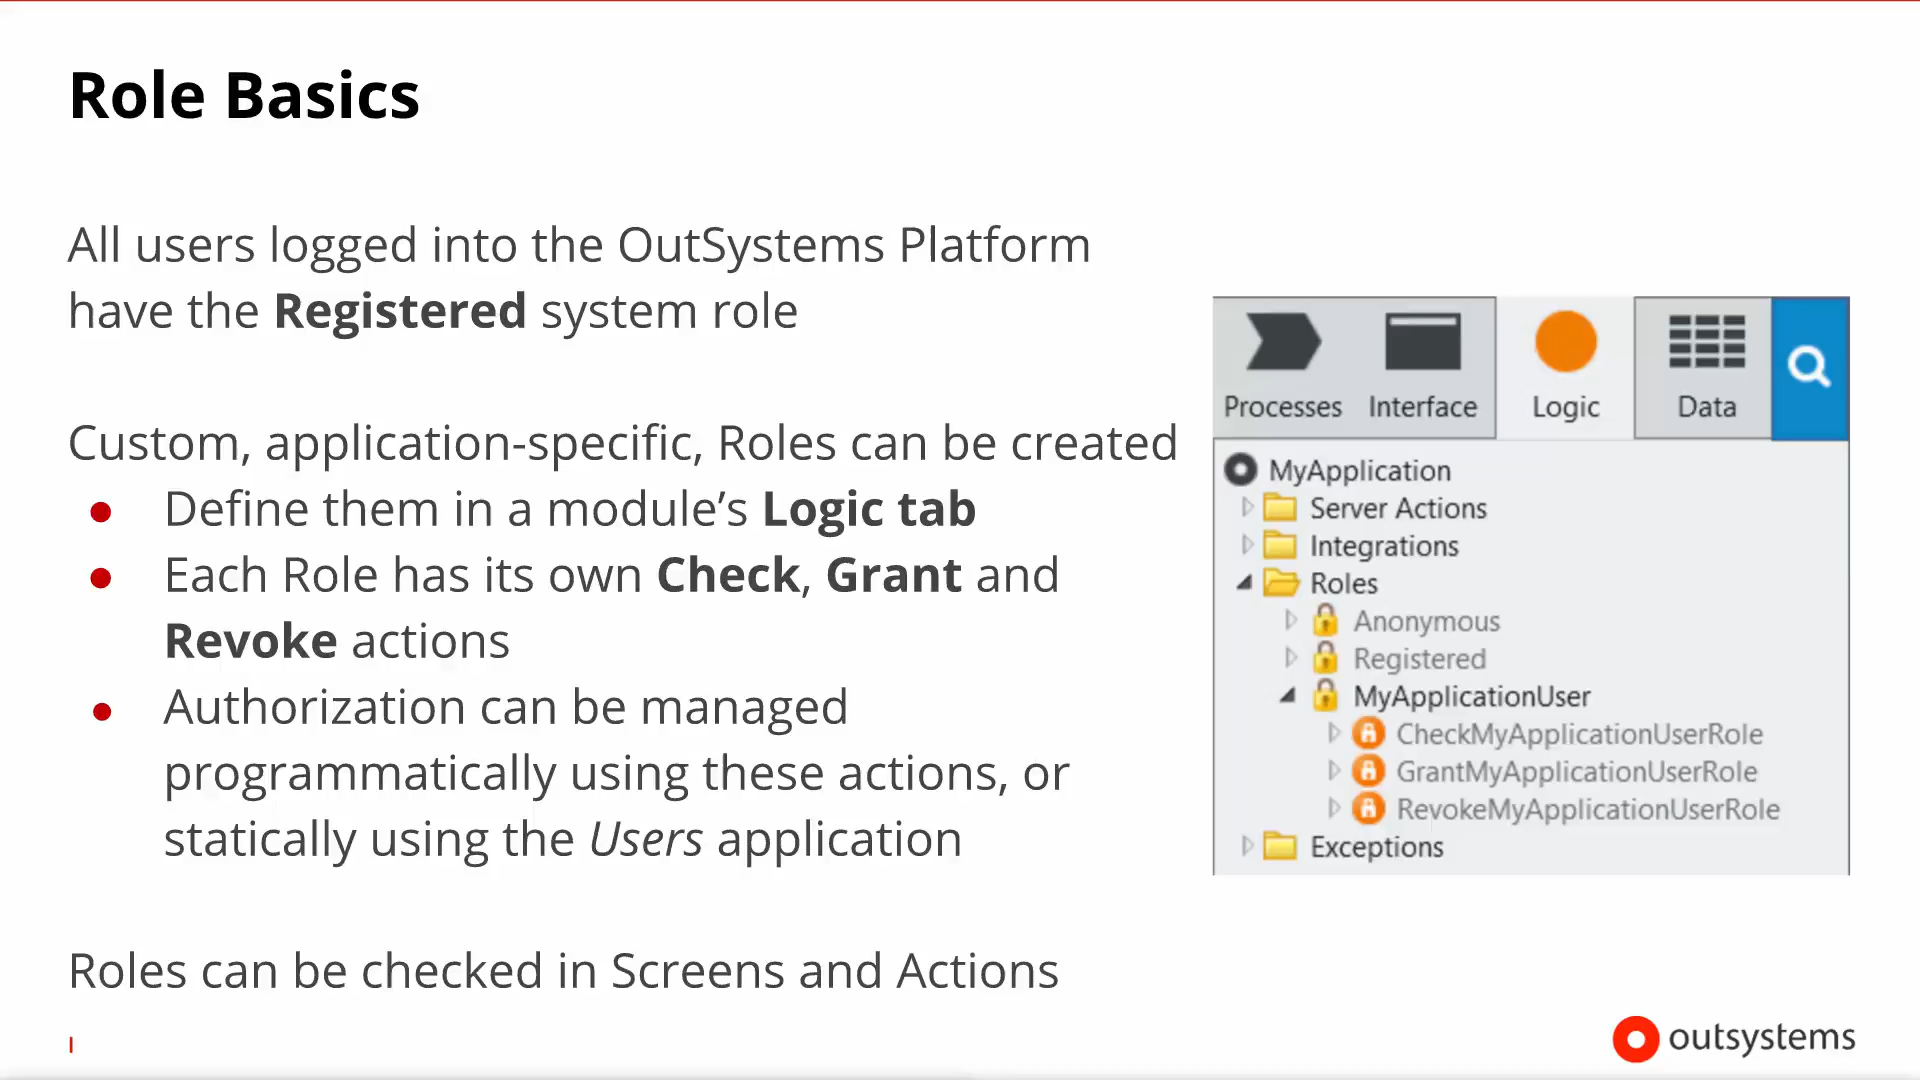 Role Basics
All users logged into the OutSystems Platform
have the Registered system role
Custom, application-specific, Roles can be created
● Define them in a module’s Logic tab
● Each Role has its own Check, Grant and
Revoke actions
● Authorization can be managed
programmatically using these actions, or
statically using the Users application
Roles can be checked in Screens and Actions
Processes
Interface
Logic
Data
MyApplication
Server Actions
Integrations
Roles
Anonymous
Registered
MyApplicationUser
CheckMyApplicationUserRole
GrantMyApplicationUserRole
RevokeMyApplicationUserRole
Exceptions
outsystems